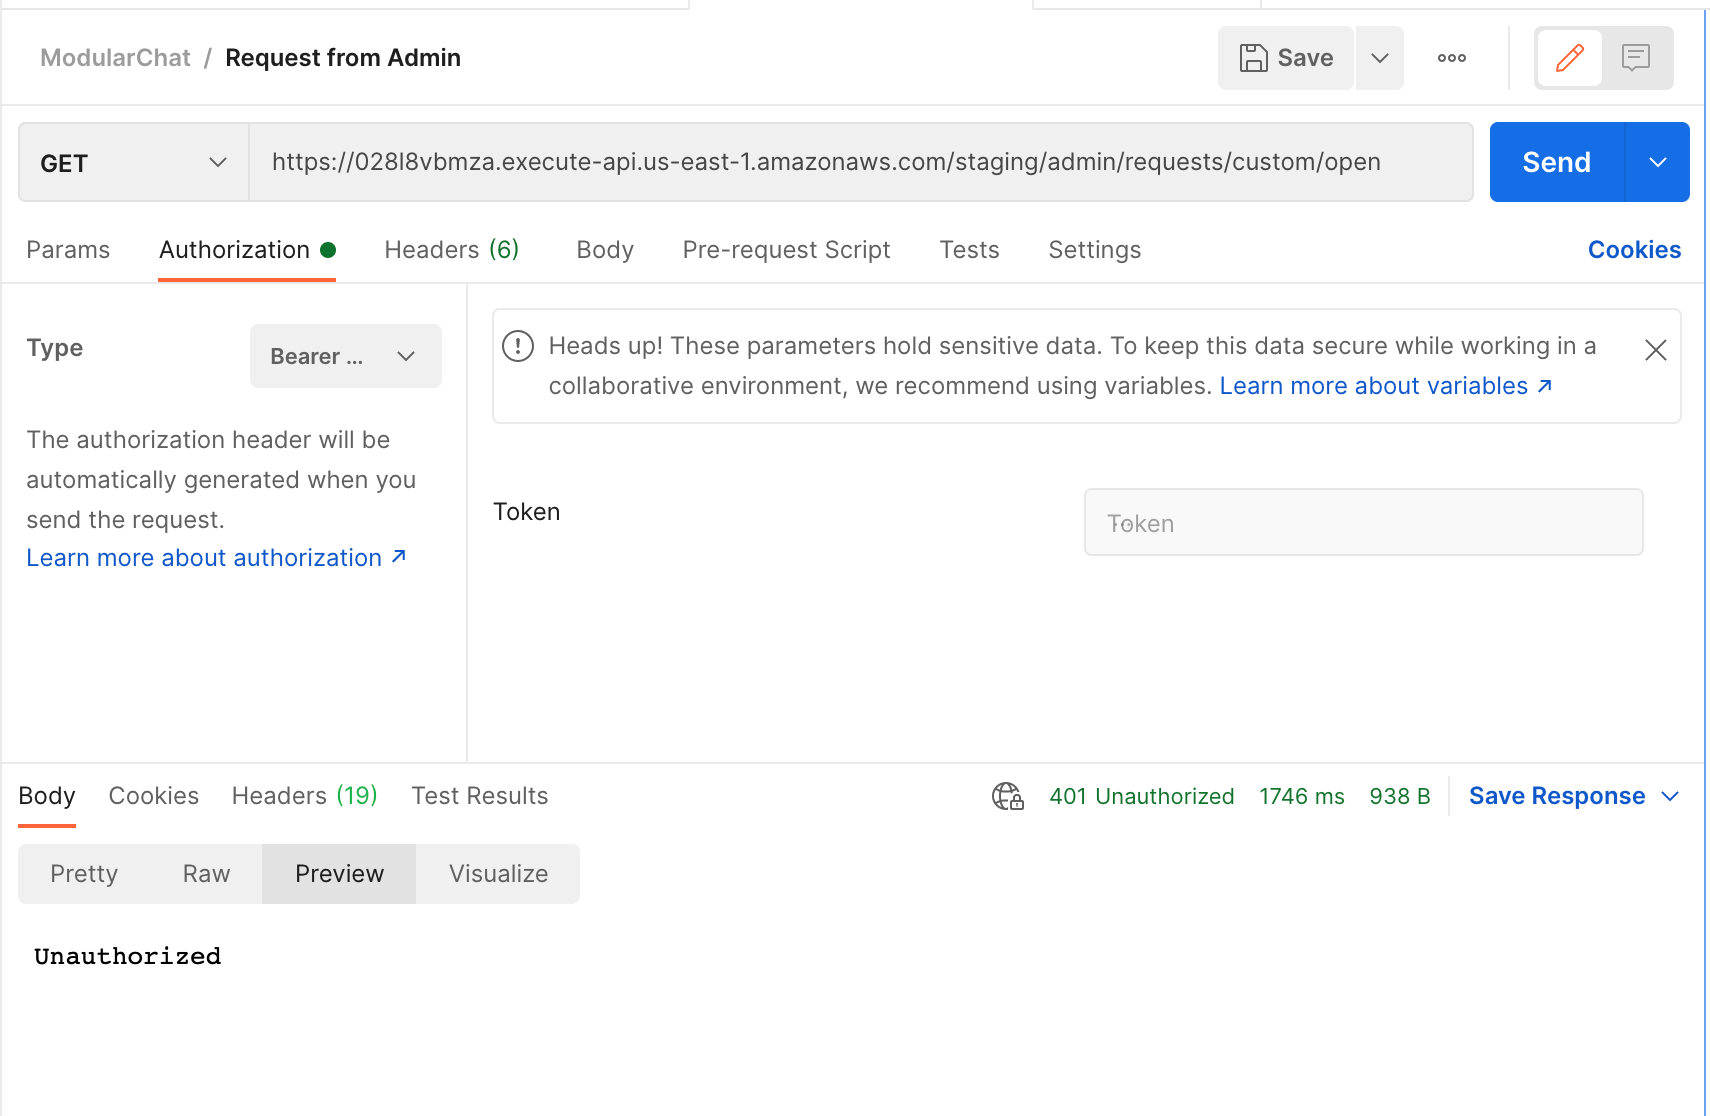 ModularChat / Request from Admin
Save
GET
https://028l8vbmza.execute-api.us-east-1.amazonaws.com/staging/admin/requests/custom/open
Send
Params Authorization Headers (6) Body Pre-request Script Tests Settings Cookies
Type
Bearer ...
The authorization header will be
automatically generated when you
send the request.
Learn more about authorization ↗
Heads up! These parameters hold sensitive data. To keep this data secure while working in a
collaborative environment, we recommend using variables. Learn more about variables ↗
Token
Token
Body Cookies Headers (19) Test Results
401 Unauthorized 1746 ms 938 B Save Response
Pretty Raw Preview Visualize
Unauthorized